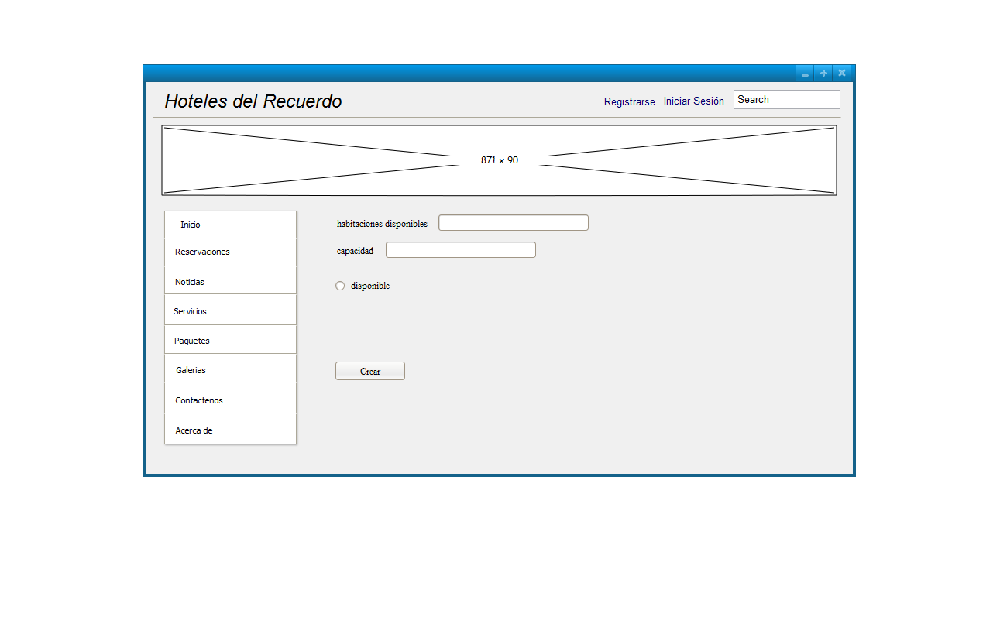 Hoteles del Recuerdo
Registrarse Iniciar Sesión Search
871 x 90
Inicio
Reservaciones
Noticias
Servicios
Paquetes
Galerias
Contactenos
Acerca de
habitaciones disponibles
capacidad
disponible
Crear